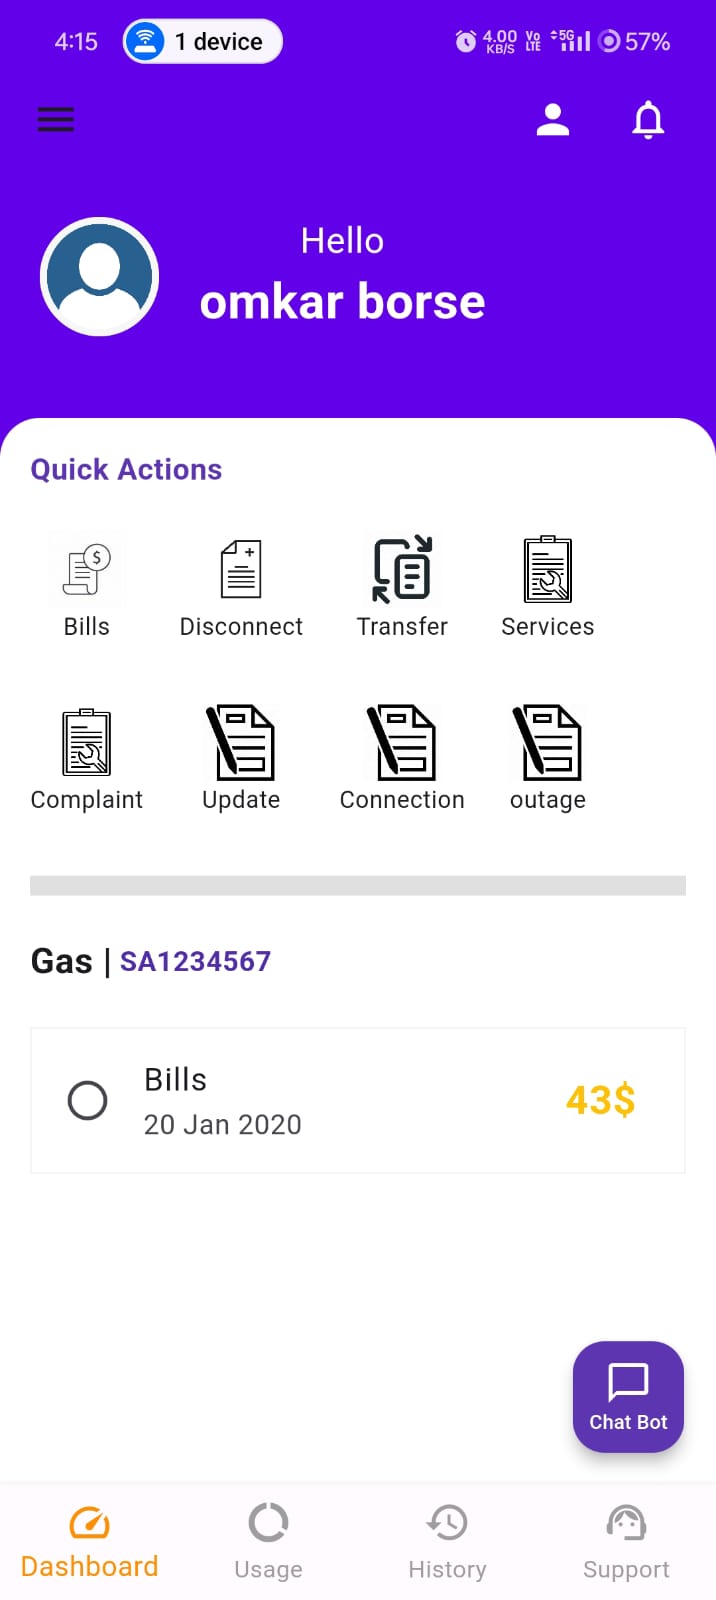 4:15 1 device 4.00 KB/S Vo LTE 5G 57%
Hello
omkar borse
Quick Actions
$
Bills Disconnect Transfer Services
Complaint Update Connection outage
Gas | SA1234567
Bills
20 Jan 2020
43$
Chat Bot
Dashboard Usage History Support